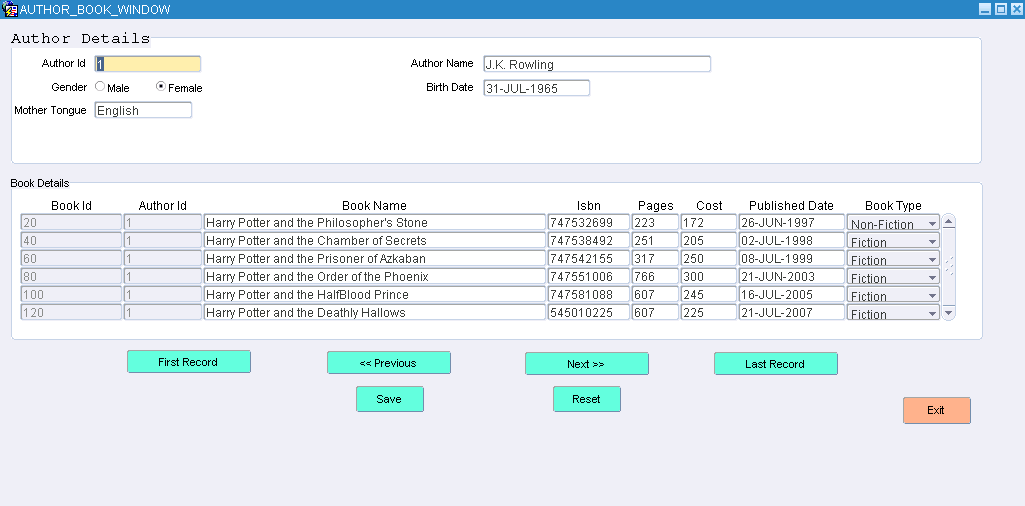 AUTHOR_BOOK_WINDOW
Author Details
Author Id 1 Author Name J.K. Rowling
Gender Male Female Birth Date 31-JUL-1965
Mother Tongue English
Book Details
Book Id Author Id Book Name Isbn Pages Cost Published Date Book Type
20 1 Harry Potter and the Philosopher's Stone 747532699 223 172 26-JUN-1997 Non-Fiction
40 1 Harry Potter and the Chamber of Secrets 747538492 251 205 02-JUL-1998 Fiction
60 1 Harry Potter and the Prisoner of Azkaban 747542155 317 250 08-JUL-1999 Fiction
80 1 Harry Potter and the Order of the Phoenix 747551006 766 300 21-JUN-2003 Fiction
100 1 Harry Potter and the HalfBlood Prince 747581088 607 245 16-JUL-2005 Fiction
120 1 Harry Potter and the Deathly Hallows 545010225 607 225 21-JUL-2007 Fiction
First Record << Previous Next >> Last Record
Save Reset
Exit